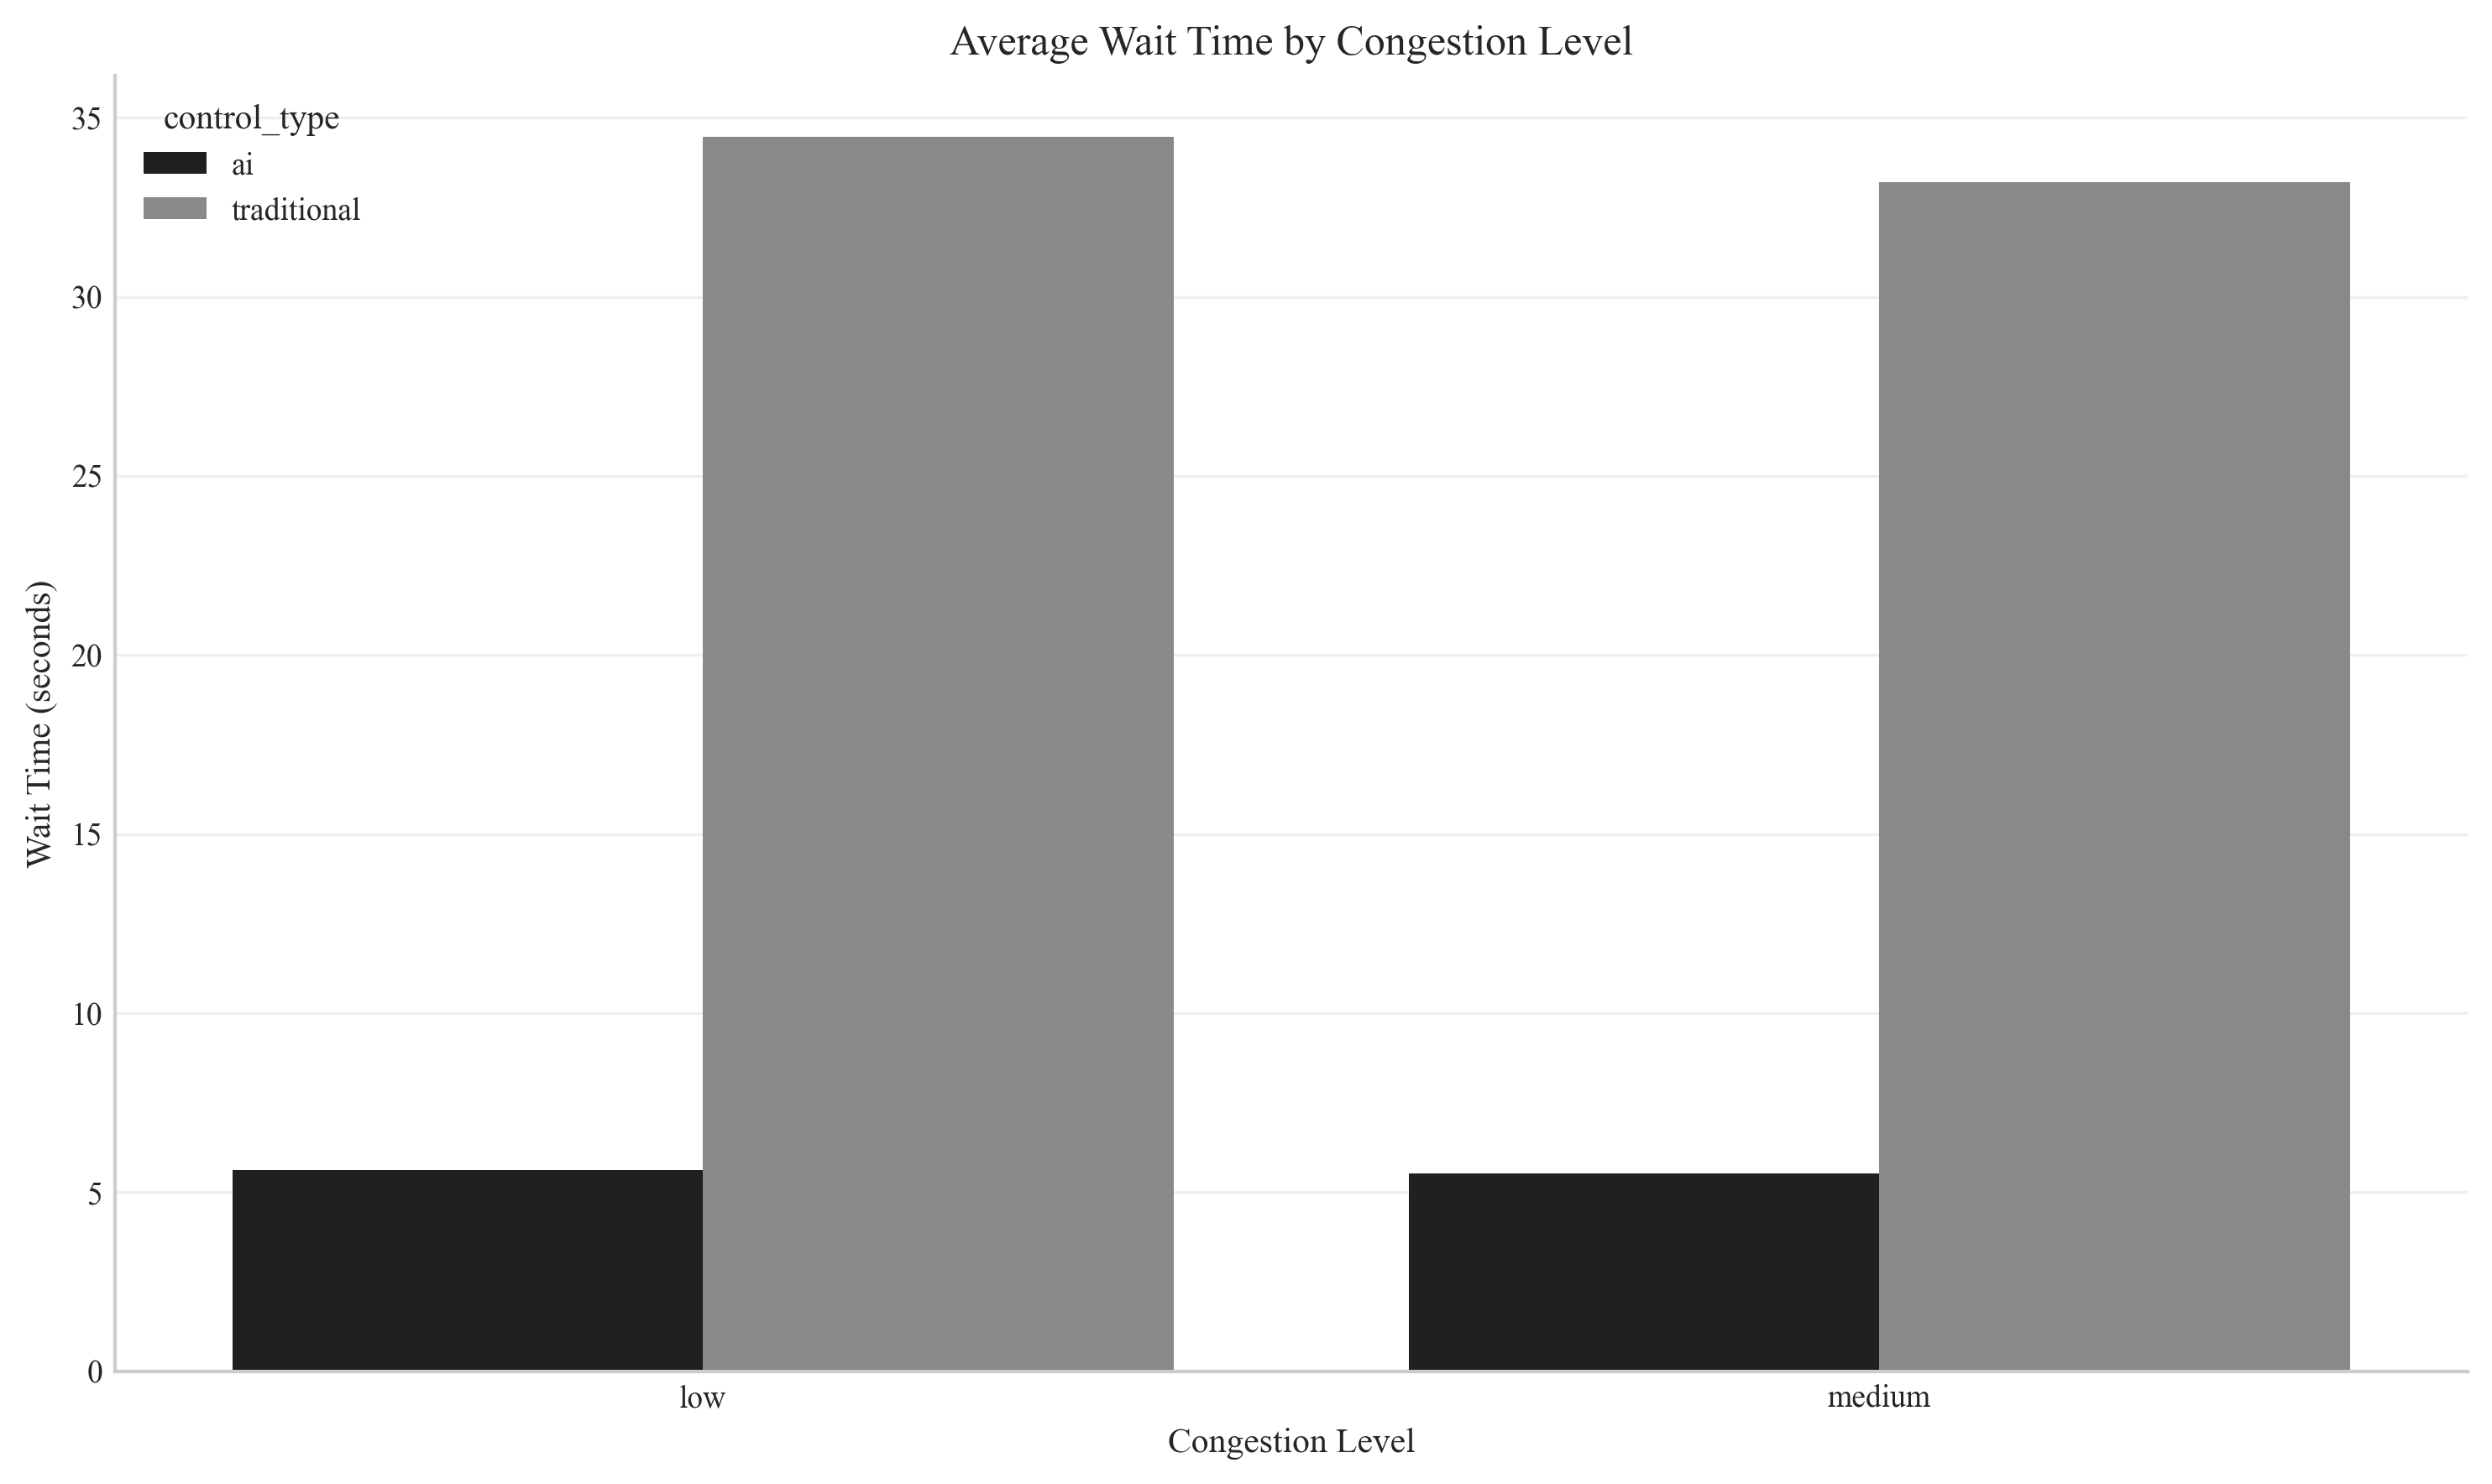 Average Wait Time by Congestion Level
control_type
ai
traditional
35
30
25
20
15
10
5
0
Wait Time (seconds)
low
medium
Congestion Level